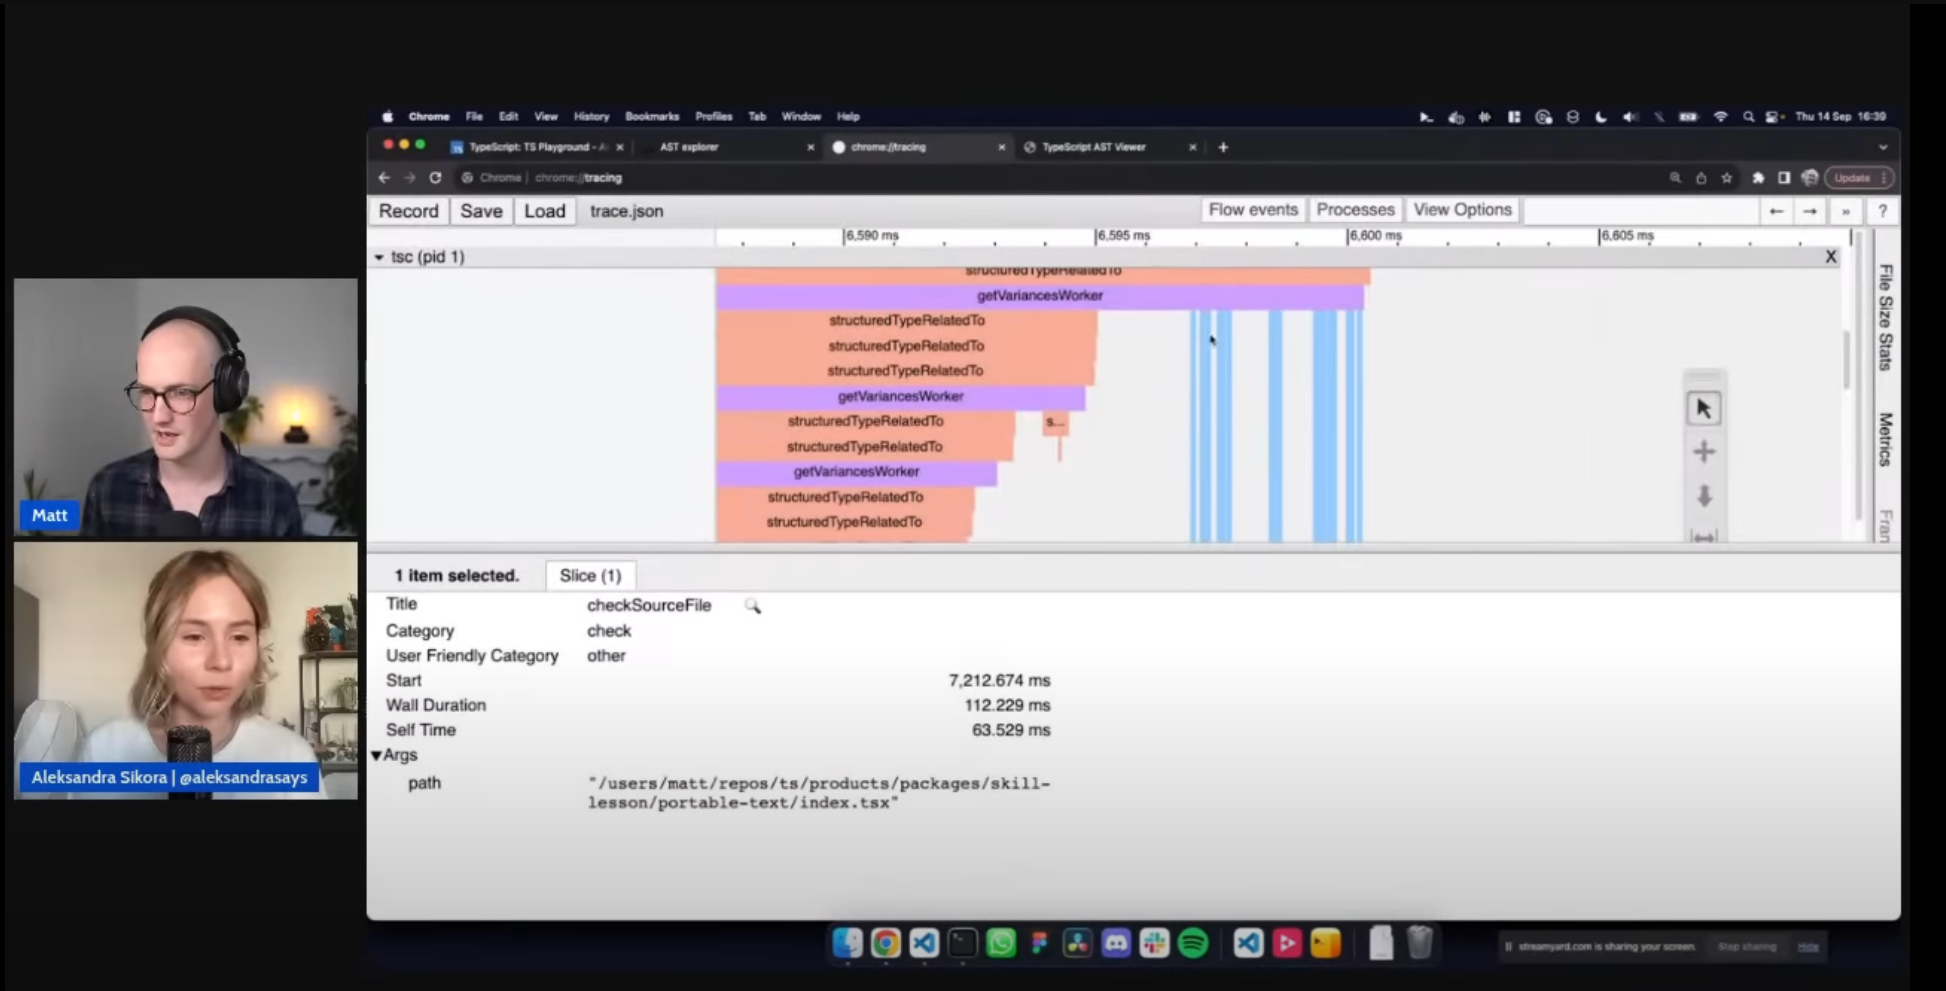 Chrome File Edit View History Bookmarks Profiles Tab Window Help
Thu 14 Sep 16:39
TS TypeScript: TS Playground - A
AST explorer
chrome://tracing
TypeScript AST Viewer
Chrome | chrome://tracing
Update
Record Save Load trace.json
Flow events Processes View Options
» ?
6,590 ms 6,595 ms 6,600 ms 6,605 ms
tsc (pid 1)
X
structuredTypeRelatedTo
getVariancesWorker
structuredTypeRelatedTo
structuredTypeRelatedTo
structuredTypeRelatedTo
getVariancesWorker
structuredTypeRelatedTo s...
structuredTypeRelatedTo
getVariancesWorker
structuredTypeRelatedTo
structuredTypeRelatedTo
File Size Stats
Metrics
Fran
1 item selected. Slice (1)
Title checkSourceFile
Category check
User Friendly Category other
Start 7,212.674 ms
Wall Duration 112.229 ms
Self Time 63.529 ms
▼Args
path "/users/matt/repos/ts/products/packages/skill-
lesson/portable-text/index.tsx"
Matt
Aleksandra Sikora | @aleksandrasays
streamyard.com is sharing your screen. Stop sharing Hide